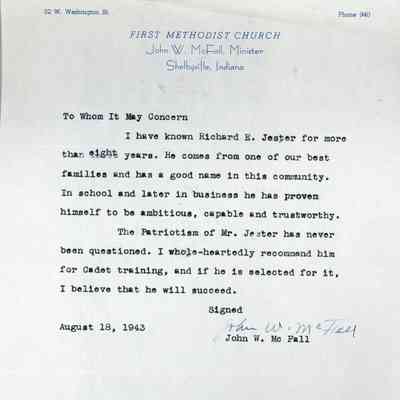 52 W. Washington St. Phone 940
FIRST METHODIST CHURCH
John W. McFall, Minister
Shelbyville, Indiana
To Whom It May Concern
I have known Richard E. Jester for more
than eight years. He comes from one of our best
families and has a good name in this community.
In school and later in business he has proven
himself to be ambitious, capable and trustworthy.
The Patriotism of Mr. Jester has never
been questioned. I whole-heartedly recommend him
for Cadet training, and if he is selected for it,
I believe that he will succeed.
Signed
August 18, 1943 John W. McFall
John W. Mc Fall